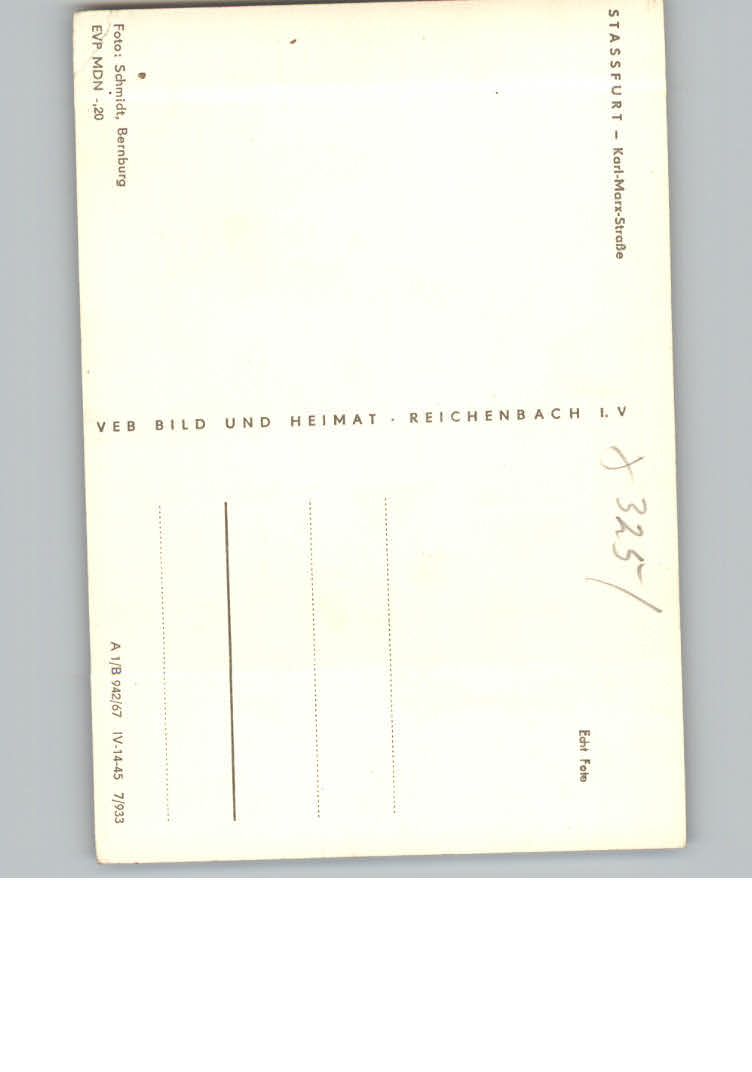 STASSFURT – Karl-Marx-Straße
Foto: Schmidt, Bernburg
EVP MDN -,20
VEB BILD UND HEIMAT · REICHENBACH I. V
325
Echt Foto
A 1/B 942/67 IV-14-45 7/933